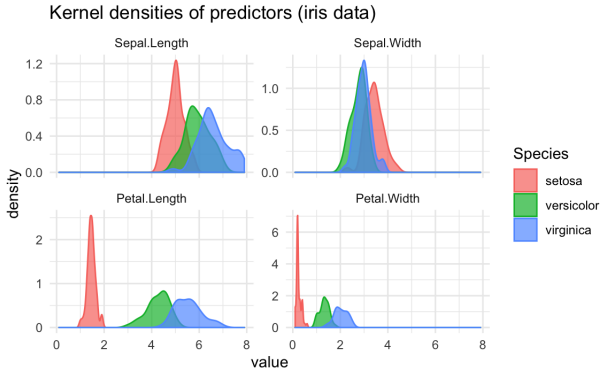 Kernel densities of predictors (iris data)
Sepal.Length
Sepal.Width
1.2
0.8
0.4
0.0
1.0
0.5
0.0
density
Petal.Length
Petal.Width
2
1
0
6
4
2
0
0 2 4 6 8
0 2 4 6 8
value
Species
setosa
versicolor
virginica